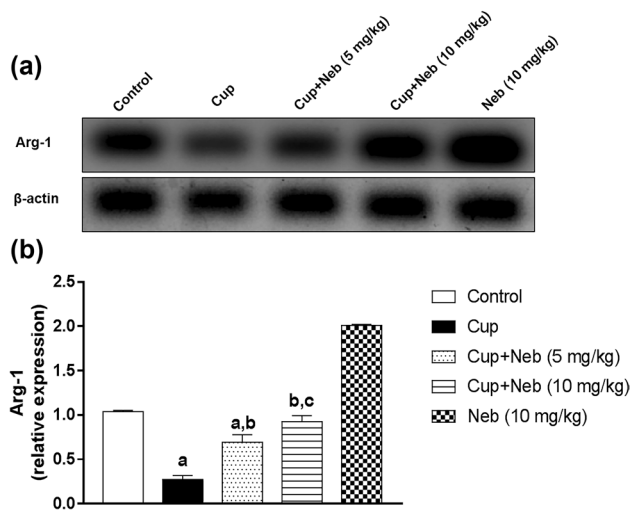 (a)
Control
Cup
Cup+Neb (5 mg/kg)
Cup+Neb (10 mg/kg)
Neb (10 mg/kg)
Arg-1
β-actin
(b)
Arg-1
(relative expression)
2.5
2.0
1.5
1.0
0.5
0.0
a
a,b
b,c
Control
Cup
Cup+Neb (5 mg/kg)
Cup+Neb (10 mg/kg)
Neb (10 mg/kg)